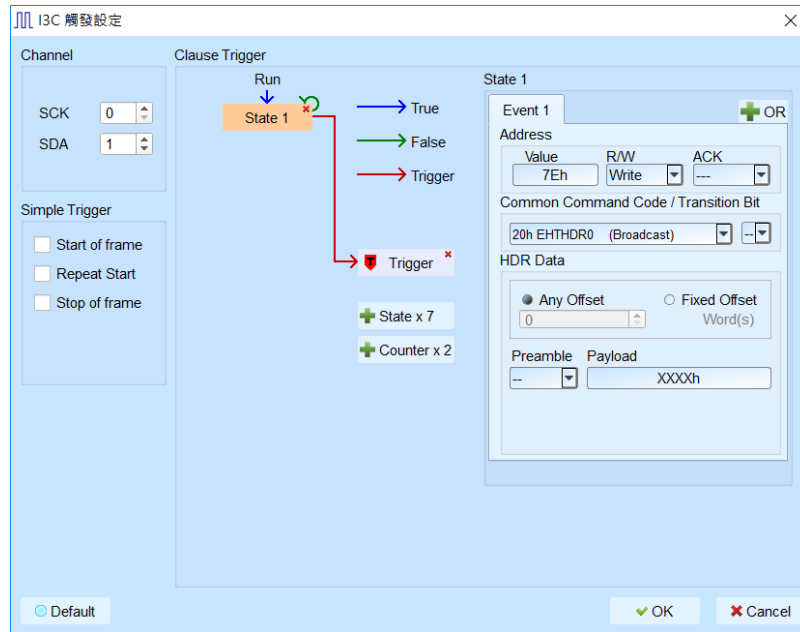 I3C 觸發設定
Channel
SCK 0
SDA 1
Simple Trigger
Start of frame
Repeat Start
Stop of frame
Clause Trigger
Run
State 1
True
False
Trigger
Trigger
State x 7
Counter x 2
State 1
Event 1
OR
Address
Value R/W ACK
7Eh Write ---
Common Command Code / Transition Bit
20h EHTHDR0 (Broadcast) --
HDR Data
Any Offset Fixed Offset
0 Word(s)
Preamble Payload
-- XXXXh
Default
OK
Cancel